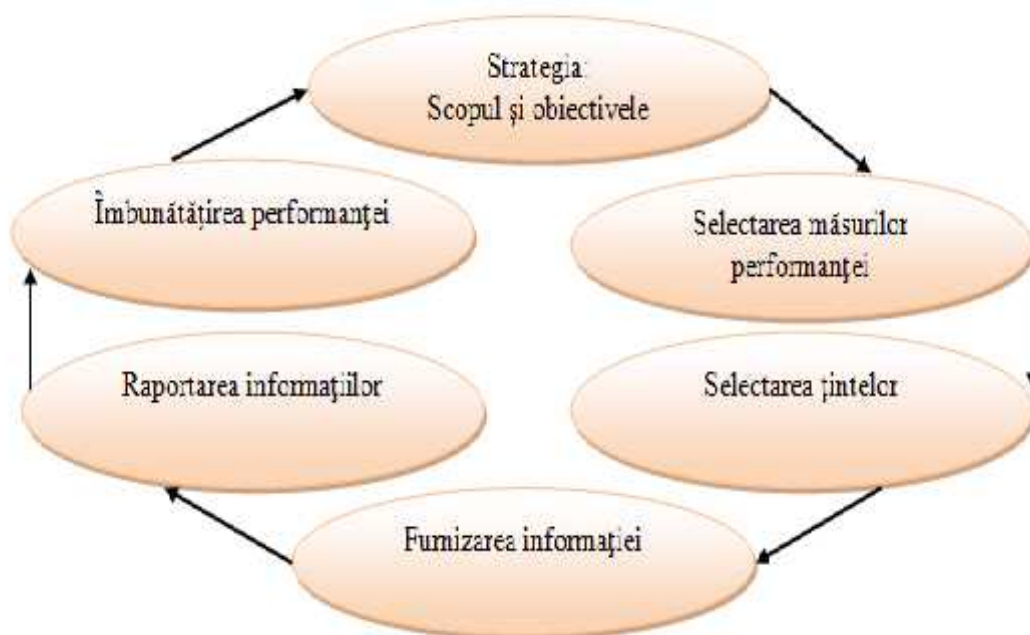 Strategia:
Scopul și obiectivele
Selectarea măsurilor
performanței
Selectarea țintelor
Furnizarea informației
Raportarea informațiilor
Îmbunătățirea performanței